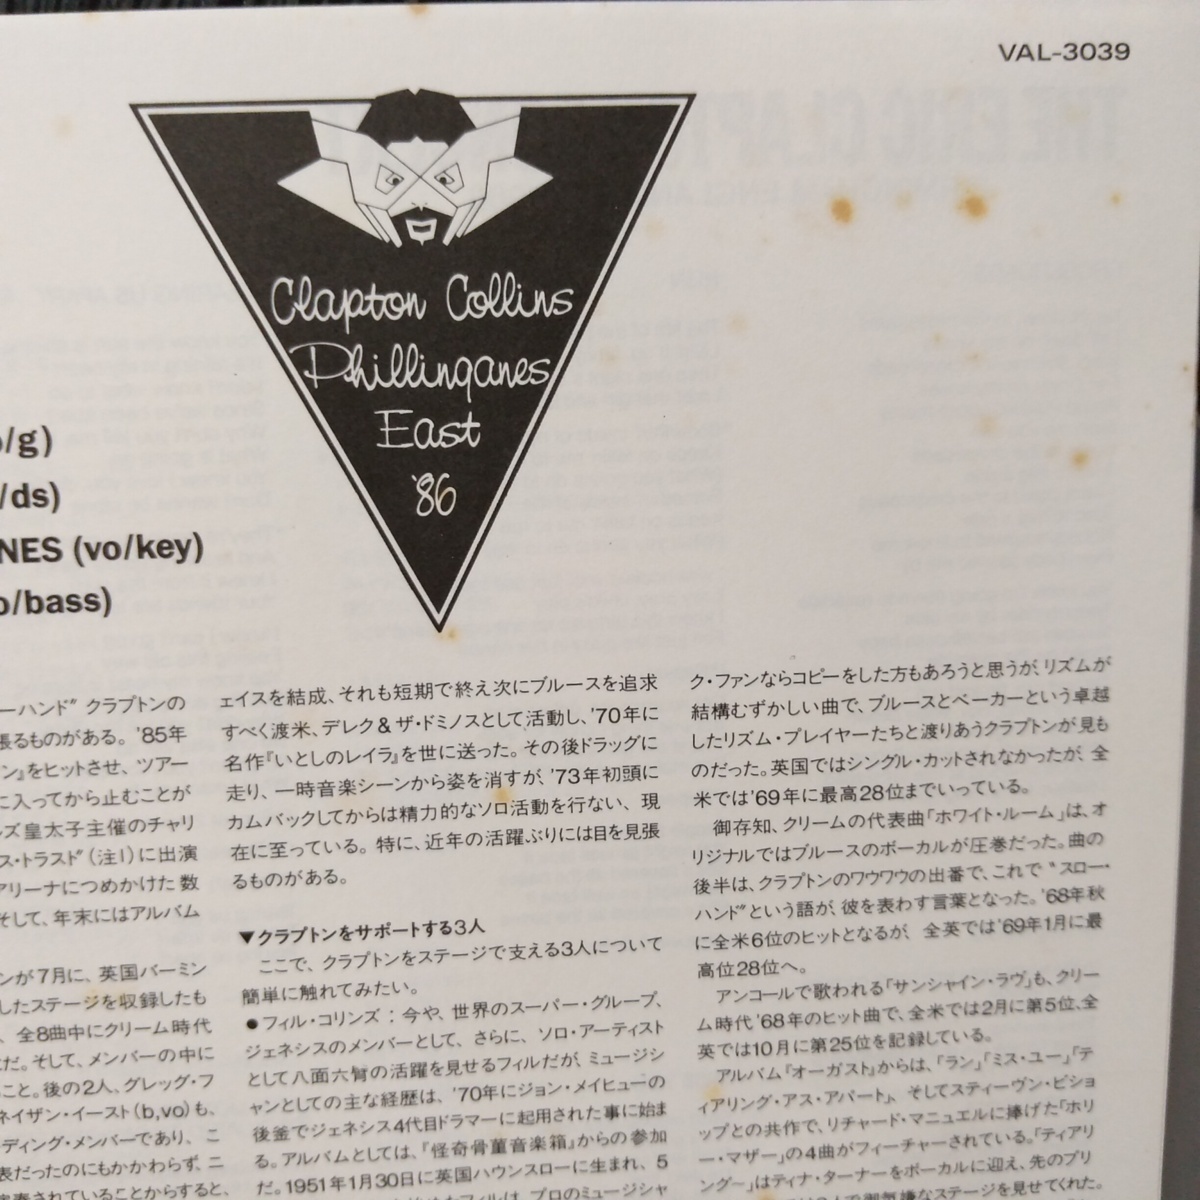 VAL-3039
Clapton Collins
Phillinganes
East
'86
/g)
/ds)
NES (vo/key)
/bass)
ーハンド” クラプトンの
張るものがある。'85年
ン』をヒットさせ、ツアー
に入ってから止むことが
ルズ皇太子主催のチャリ
ス・トラスト”(注1)に出演
アリーナにつめかけた数
そして、年末にはアルバム
ンが7月に、英国バーミン
したステージを収録したも
、全8曲中にクリーム時代
だ。そして、メンバーの中に
こと。後の2人、グレッグ・フ
ネイザン・イースト(b,vo)も、
ディング・メンバーであり、こ
表だったのにもかかわらず、ニ
ェイスを結成、それも短期で終え次にブルースを追求
すべく渡米、デレク&ザ・ドミノスとして活動し、'70年に
名作『いとしのレイラ』を世に送った。その後ドラッグに
走り、一時音楽シーンから姿を消すが、'73年初頭に
カムバックしてからは精力的なソロ活動を行ない、現
在に至っている。特に、近年の活躍ぶりには目を見張
るものがある。
▼クラプトンをサポートする3人
ここで、クラプトンをステージで支える3人について
簡単に触れてみたい。
●フィル・コリンズ：今や、世界のスーパー・グループ、
ジェネシスのメンバーとして、さらに、ソロ・アーティスト
として八面六臂の活躍を見せるフィルだが、ミュージシ
ャンとしての主な経歴は、'70年にジョン・メイヒューの
後釜でジェネシス4代目ドラマーに起用された事に始ま
る。アルバムとしては、『怪奇骨董音楽箱』からの参加
だ。1951年1月30日に英国ハウンスローに生まれ、5
ク・ファンならコピーをした方もあろうと思うが、リズムが
結構むずかしい曲で、ブルースとベーカーという卓越
したリズム・プレイヤーたちと渡りあうクラプトンが見も
のだった。英国ではシングル・カットされなかったが、全
米では'69年に最高28位までいっている。
御存知、クリームの代表曲「ホワイト・ルーム」は、オ
リジナルではブルースのボーカルが圧巻だった。曲の
後半は、クラプトンのワウワウの出番で、これで“スロー・
ハンド”という語が、彼を表わす言葉となった。'68年秋
に全米6位のヒットとなるが、全英では'69年1月に最
高位28位へ。
アンコールで歌われる「サンシャイン・ラヴ」も、クリー
ム時代'68年のヒット曲で、全米では2月に第5位、全
英では10月に第25位を記録している。
アルバム『オーガスト』からは、「ラン」「ミス・ユー」「テ
ィアリング・アス・アパート」、そしてスティーヴン・ビショ
ップとの共作で、リチャード・マニュエルに捧げた「ホリ
ー・マザー」の4曲がフィーチャーされている。「ティアリ
ング〜」はティナ・ターナーをボーカルに迎え、先のプリ